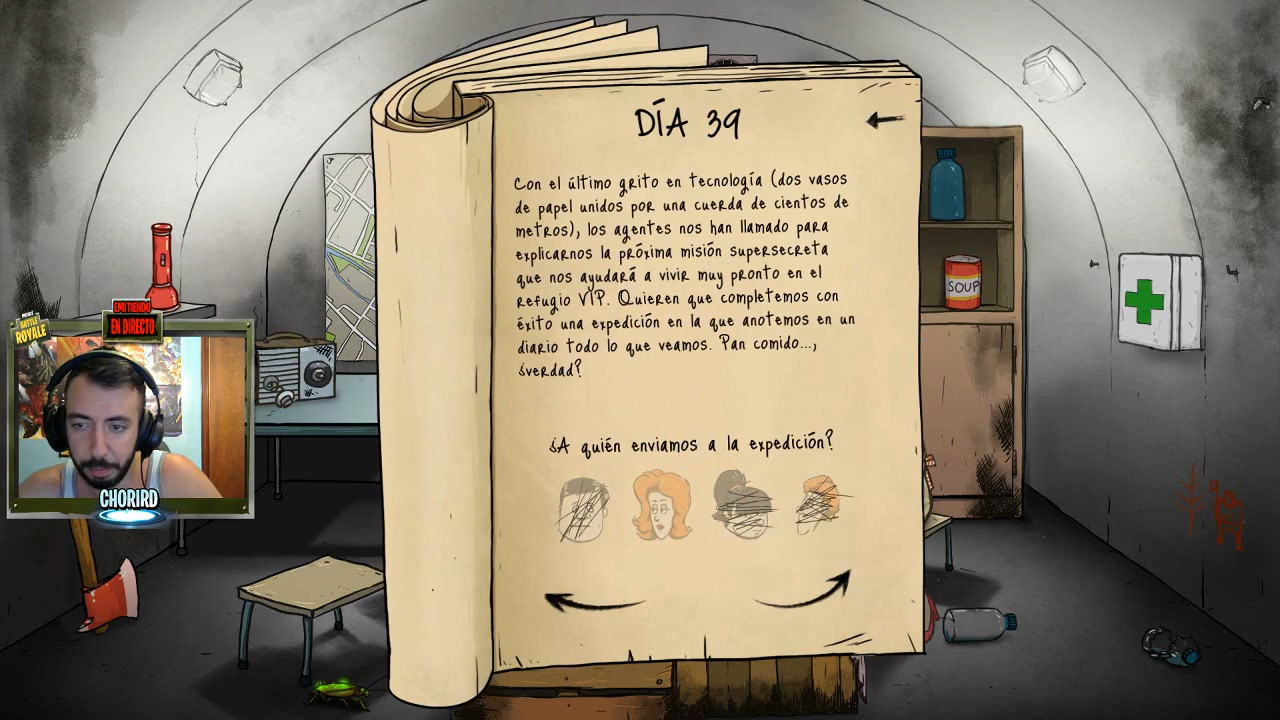 DÍA 39
Con el último grito en tecnología (dos vasos
de papel unidos por una cuerda de cientos de
metros), los agentes nos han llamado para
explicarnos la próxima misión supersecreta
que nos ayudará a vivir muy pronto en el
refugio VIP. Quieren que completemos con
éxito una expedición en la que anotemos en un
diario todo lo que veamos. Pan comido...,
¿verdad?
¿A quién enviamos a la expedición?
SOUP
EMITIENDO
EN DIRECTO
BATTLE
ROYALE
CHORIRD